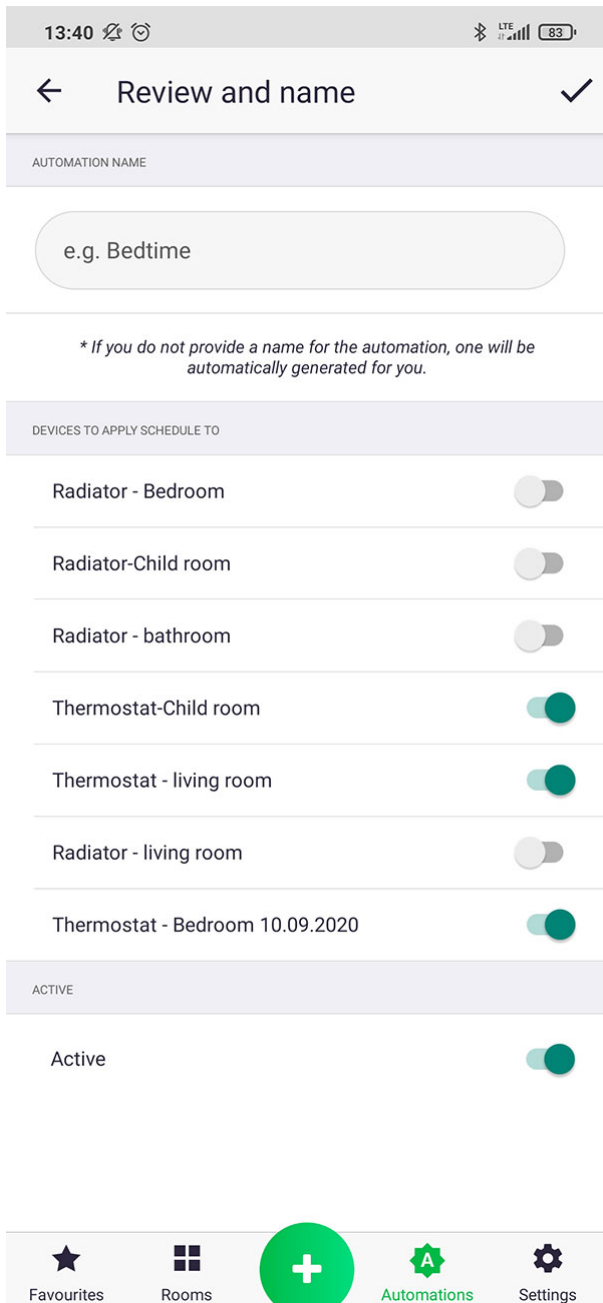 13:40
LTE
83
Review and name
AUTOMATION NAME
e.g. Bedtime
* If you do not provide a name for the automation, one will be
automatically generated for you.
DEVICES TO APPLY SCHEDULE TO
Radiator - Bedroom
Radiator-Child room
Radiator - bathroom
Thermostat-Child room
Thermostat - living room
Radiator - living room
Thermostat - Bedroom 10.09.2020
ACTIVE
Active
A
Favourites Rooms Automations Settings